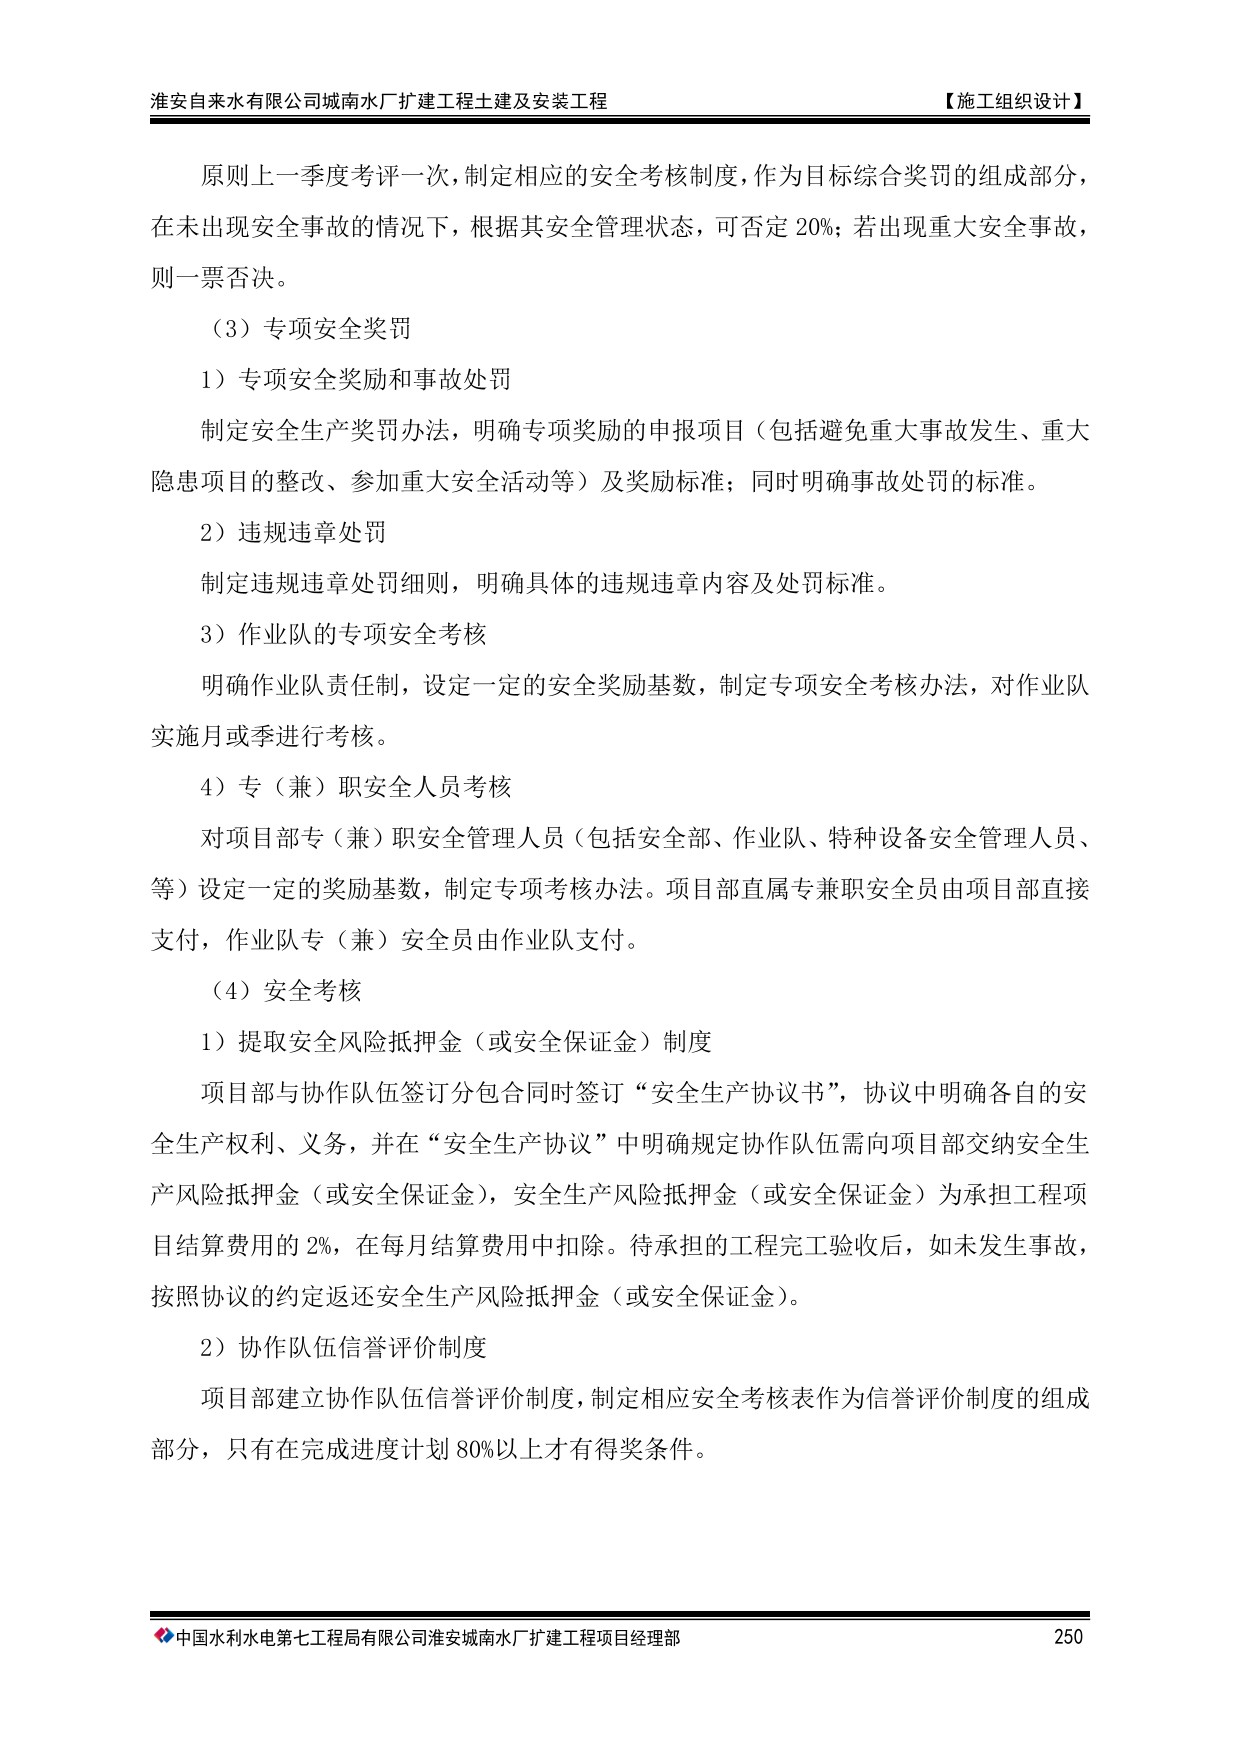 淮安自来水有限公司城南水厂扩建工程土建及安装工程 【施工组织设计】
原则上一季度考评一次，制定相应的安全考核制度，作为目标综合奖罚的组成部分，
在未出现安全事故的情况下，根据其安全管理状态，可否定 20%；若出现重大安全事故，
则一票否决。
（3）专项安全奖罚
1）专项安全奖励和事故处罚
制定安全生产奖罚办法，明确专项奖励的申报项目（包括避免重大事故发生、重大
隐患项目的整改、参加重大安全活动等）及奖励标准；同时明确事故处罚的标准。
2）违规违章处罚
制定违规违章处罚细则，明确具体的违规违章内容及处罚标准。
3）作业队的专项安全考核
明确作业队责任制，设定一定的安全奖励基数，制定专项安全考核办法，对作业队
实施月或季进行考核。
4）专（兼）职安全人员考核
对项目部专（兼）职安全管理人员（包括安全部、作业队、特种设备安全管理人员、
等）设定一定的奖励基数，制定专项考核办法。项目部直属专兼职安全员由项目部直接
支付，作业队专（兼）安全员由作业队支付。
（4）安全考核
1）提取安全风险抵押金（或安全保证金）制度
项目部与协作队伍签订分包合同时签订“安全生产协议书”，协议中明确各自的安
全生产权利、义务，并在“安全生产协议”中明确规定协作队伍需向项目部交纳安全生
产风险抵押金（或安全保证金），安全生产风险抵押金（或安全保证金）为承担工程项
目结算费用的 2%，在每月结算费用中扣除。待承担的工程完工验收后，如未发生事故，
按照协议的约定返还安全生产风险抵押金（或安全保证金）。
2）协作队伍信誉评价制度
项目部建立协作队伍信誉评价制度，制定相应安全考核表作为信誉评价制度的组成
部分，只有在完成进度计划 80%以上才有得奖条件。
中国水利水电第七工程局有限公司淮安城南水厂扩建工程项目经理部 250